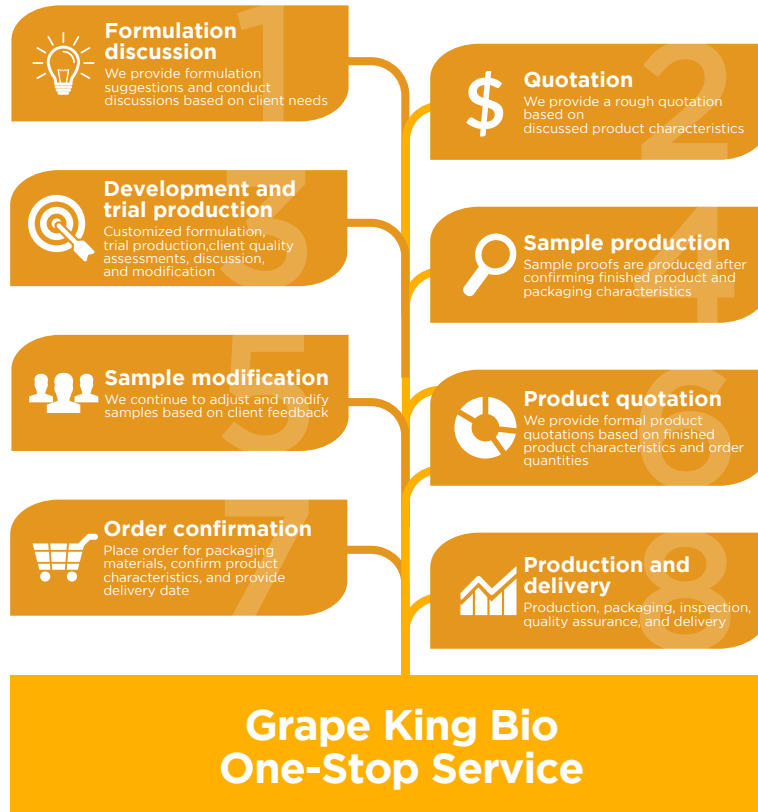 1
Formulation
discussion
We provide formulation
suggestions and conduct
discussions based on client needs
2
Quotation
We provide a rough quotation
based on
discussed product characteristics
3
Development and
trial production
Customized formulation,
trial production,client quality
assessments, discussion,
and modification
4
Sample production
Sample proofs are produced after
confirming finished product and
packaging characteristics
5
Sample modification
We continue to adjust and modify
samples based on client feedback
6
Product quotation
We provide formal product
quotations based on finished
product characteristics and order
quantities
7
Order confirmation
Place order for packaging
materials, confirm product
characteristics, and provide
delivery date
8
Production and
delivery
Production, packaging, inspection,
quality assurance, and delivery
Grape King Bio
One-Stop Service